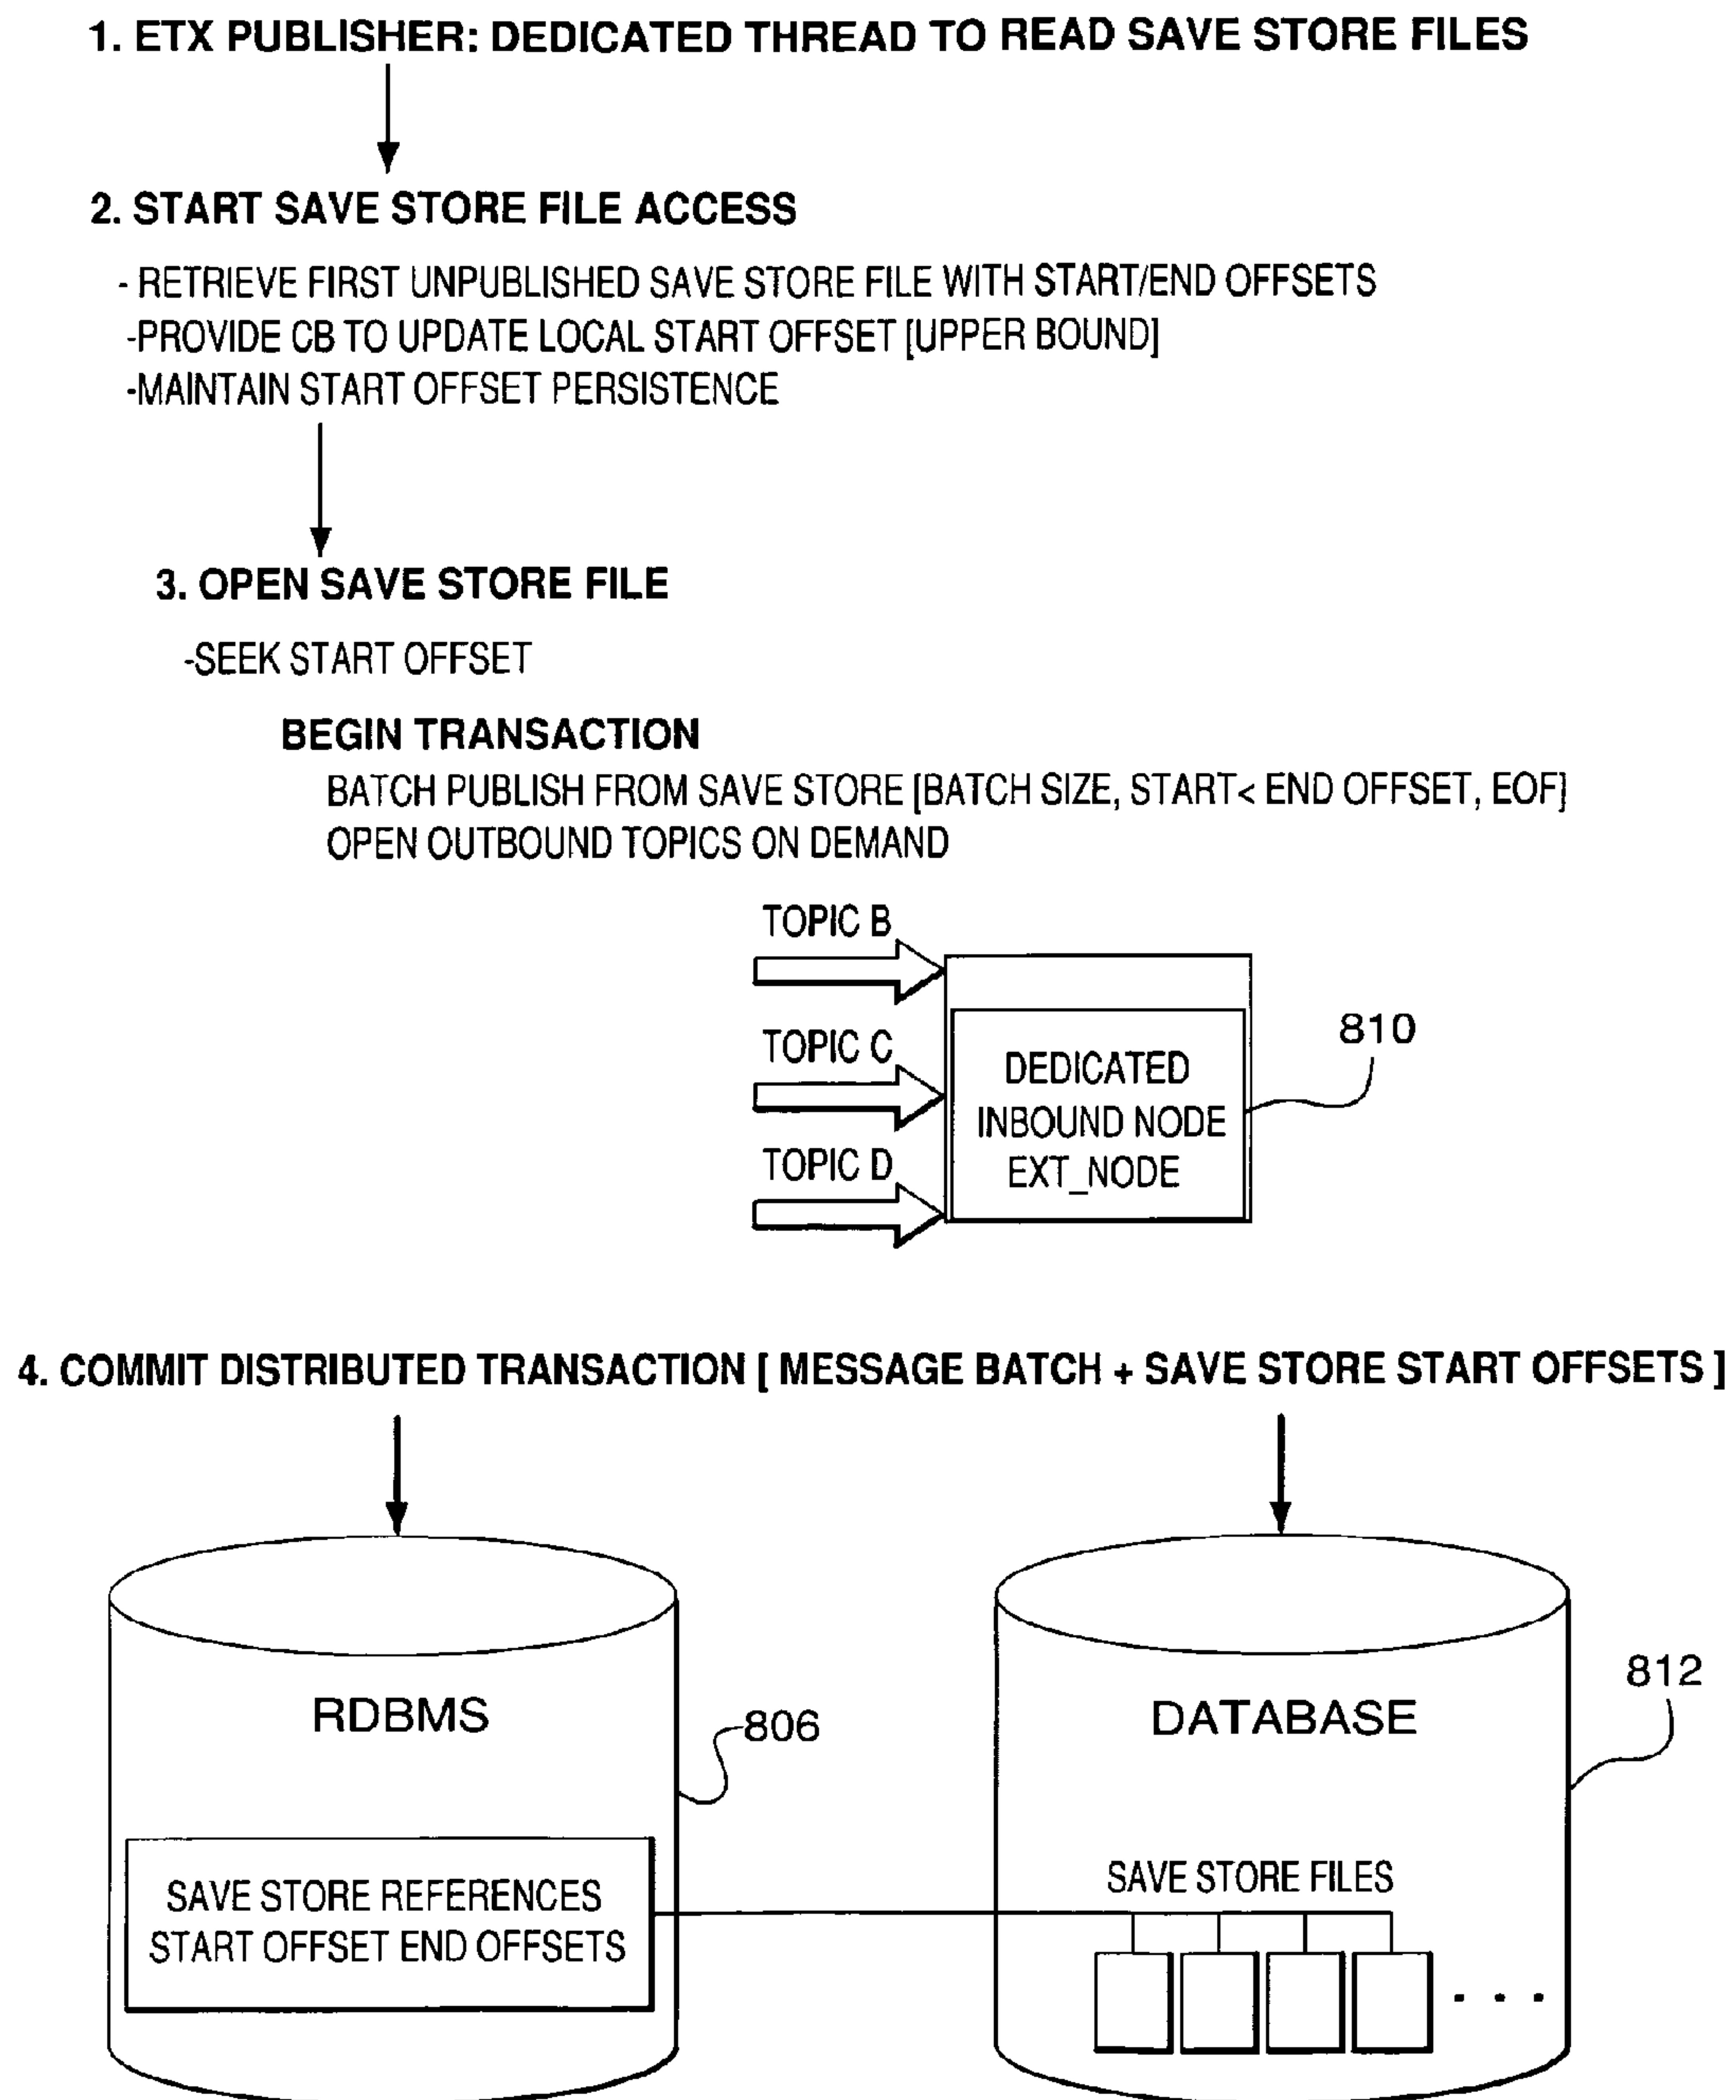 1. ETX PUBLISHER: DEDICATED THREAD TO READ SAVE STORE FILES
2. START SAVE STORE FILE ACCESS
- RETRIEVE FIRST UNPUBLISHED SAVE STORE FILE WITH START/END OFFSETS
-PROVIDE CB TO UPDATE LOCAL START OFFSET [UPPER BOUND]
-MAINTAIN START OFFSET PERSISTENCE
3. OPEN SAVE STORE FILE
-SEEK START OFFSET
BEGIN TRANSACTION
BATCH PUBLISH FROM SAVE STORE [BATCH SIZE, START< END OFFSET, EOF]
OPEN OUTBOUND TOPICS ON DEMAND
TOPIC B
TOPIC C
TOPIC D
DEDICATED
INBOUND NODE
EXT_NODE
810
4. COMMIT DISTRIBUTED TRANSACTION [ MESSAGE BATCH + SAVE STORE START OFFSETS ]
RDBMS
806
SAVE STORE REFERENCES
START OFFSET END OFFSETS
DATABASE
812
SAVE STORE FILES
. . .